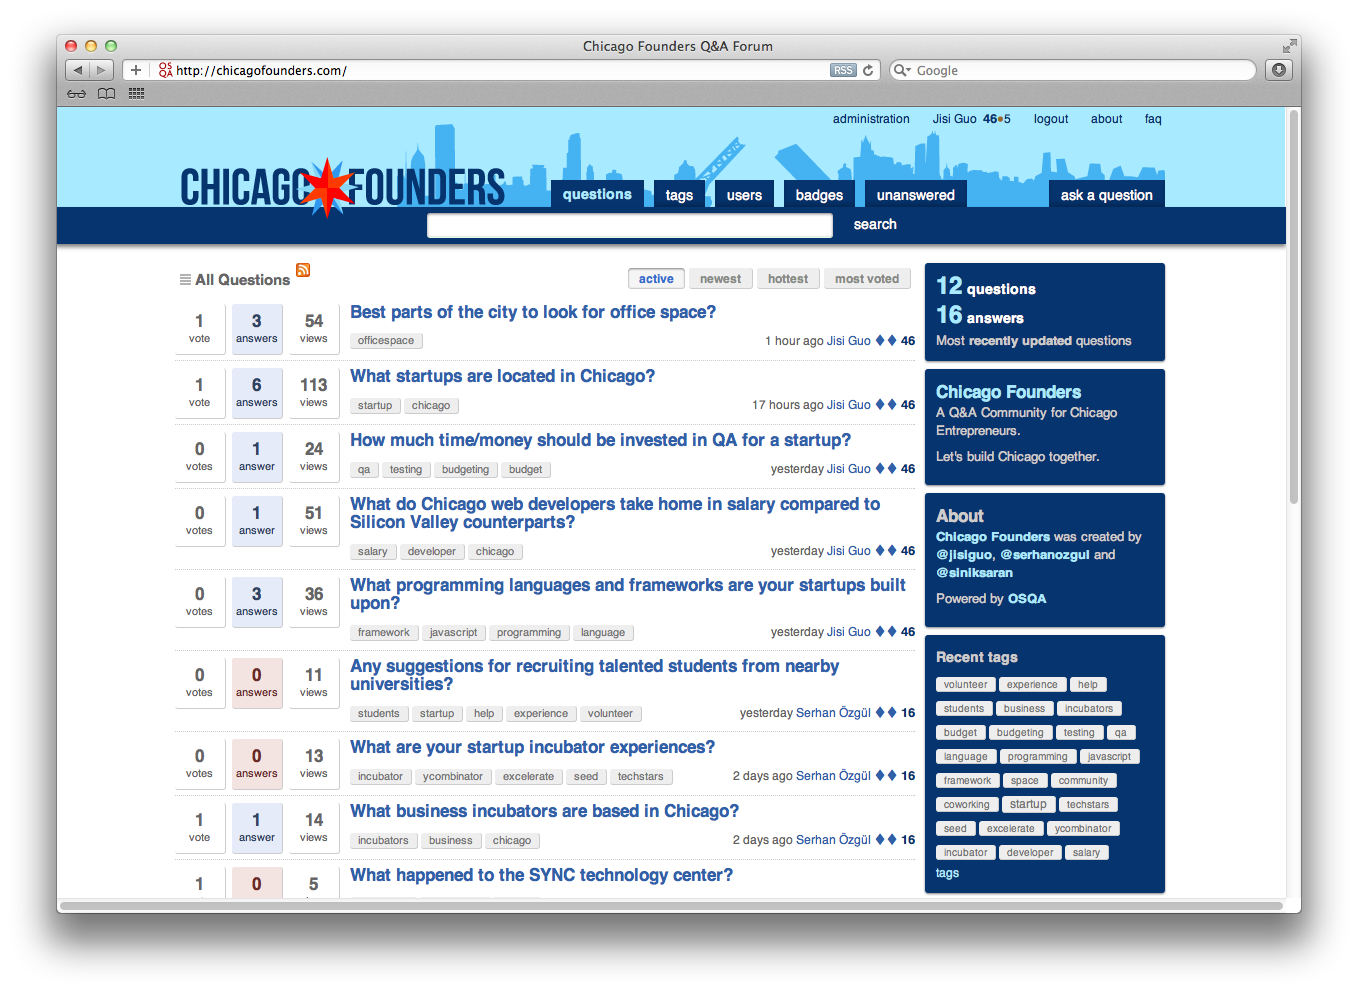 Chicago Founders Q&A Forum
OS
QA
http://chicagofounders.com/
RSS
Google
administration
Jisi Guo 46●5
logout
about
faq
CHICAGO FOUNDERS
questions
tags
users
badges
unanswered
ask a question
search
All Questions
active
newest
hottest
most voted
1
vote
3
answers
54
views
Best parts of the city to look for office space?
officespace
1 hour ago Jisi Guo ♦♦ 46
1
vote
6
answers
113
views
What startups are located in Chicago?
startup
chicago
17 hours ago Jisi Guo ♦♦ 46
0
votes
1
answer
24
views
How much time/money should be invested in QA for a startup?
qa
testing
budgeting
budget
yesterday Jisi Guo ♦♦ 46
0
votes
1
answer
51
views
What do Chicago web developers take home in salary compared to
Silicon Valley counterparts?
salary
developer
chicago
yesterday Jisi Guo ♦♦ 46
0
votes
3
answers
36
views
What programming languages and frameworks are your startups built
upon?
framework
javascript
programming
language
yesterday Jisi Guo ♦♦ 46
0
votes
0
answers
11
views
Any suggestions for recruiting talented students from nearby
universities?
students
startup
help
experience
volunteer
yesterday Serhan Özgül ♦♦ 16
0
votes
0
answers
13
views
What are your startup incubator experiences?
incubator
ycombinator
excelerate
seed
techstars
2 days ago Serhan Özgül ♦♦ 16
1
vote
1
answer
14
views
What business incubators are based in Chicago?
incubators
business
chicago
2 days ago Serhan Özgül ♦♦ 16
1
0
5
What happened to the SYNC technology center?
12 questions
16 answers
Most recently updated questions
Chicago Founders
A Q&A Community for Chicago
Entrepreneurs.
Let's build Chicago together.
About
Chicago Founders was created by
@jisiguo, @serhanozgul and
@siniksaran
Powered by OSQA
Recent tags
volunteer experience help
students business incubators
budget budgeting testing qa
language programming javascript
framework space community
coworking startup techstars
seed excelerate ycombinator
incubator developer salary
tags